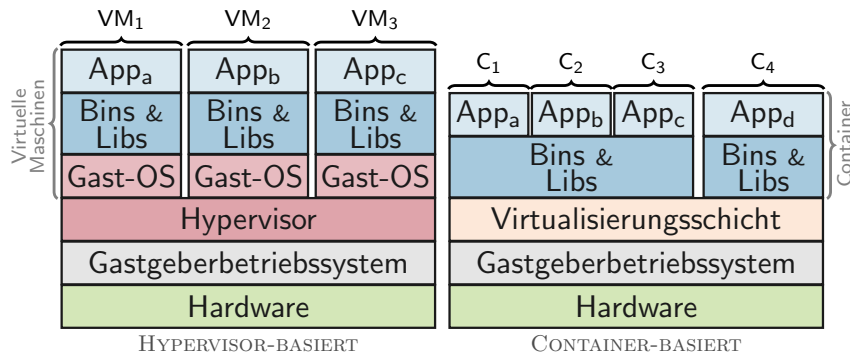 VM1 VM2 VM3
Virtuelle Maschinen
Appa Appb Appc
Bins & Libs Bins & Libs Bins & Libs
Gast-OS Gast-OS Gast-OS
Hypervisor
Gastgeberbetriebssystem
Hardware
HYPERVISOR-BASIERT
C1 C2 C3 C4
Appa Appb Appc Appd
Bins & Libs Bins & Libs
Container
Virtualisierungsschicht
Gastgeberbetriebssystem
Hardware
CONTAINER-BASIERT